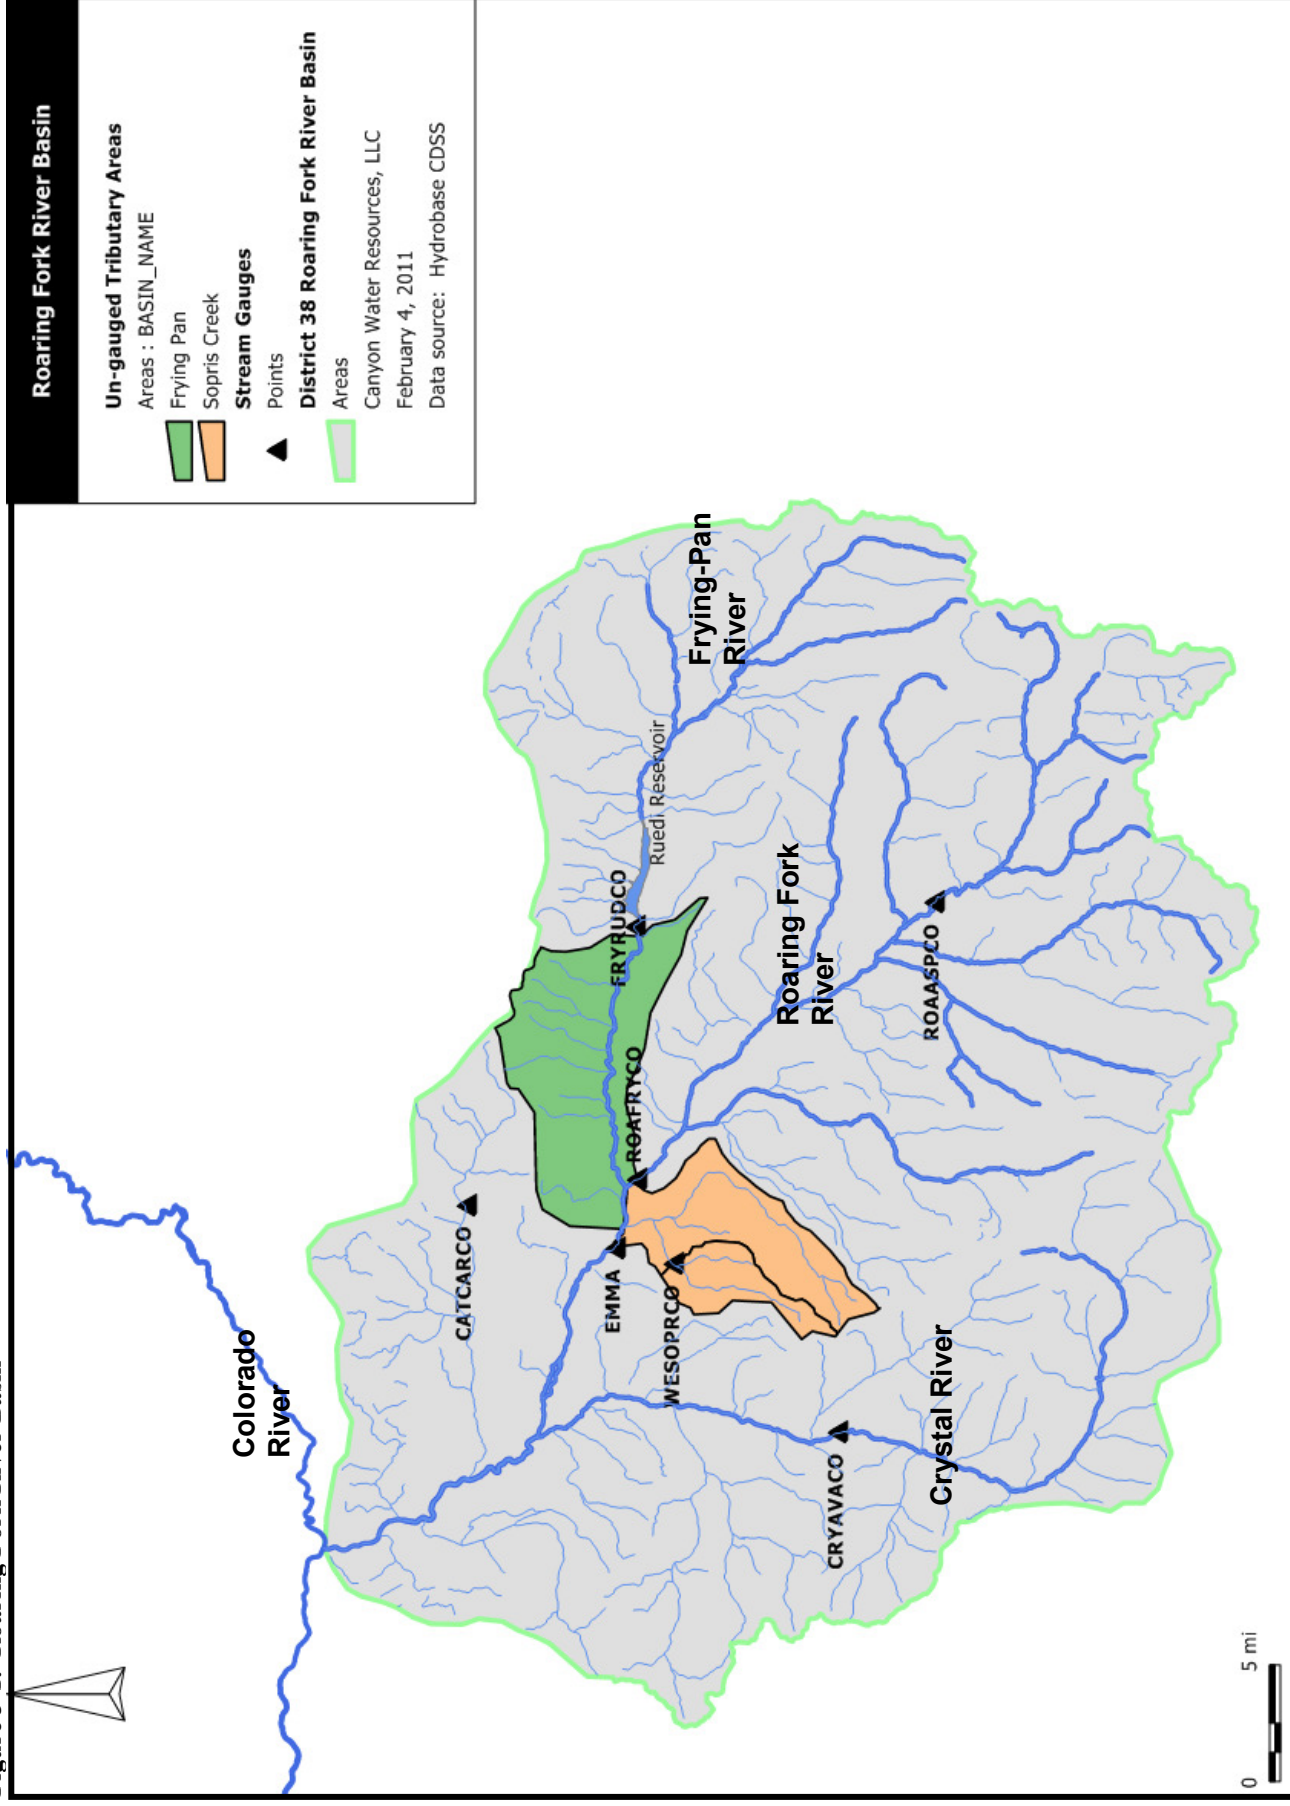 Roaring Fork River Basin
Un-gauged Tributary Areas
Areas : BASIN_NAME
Frying Pan
Sopris Creek
Stream Gauges
Points
District 38 Roaring Fork River Basin
Areas
Canyon Water Resources, LLC
February 4, 2011
Data source: Hydrobase CDSS
Colorado
River
CATCARCO
EMMA
WESOPRCO
ROAFRYCO
FRYRUDCO
Ruedi Reservoir
Frying-Pan
River
Roaring Fork
River
ROAASPCO
CRYAVACO
Crystal River
0
5 mi